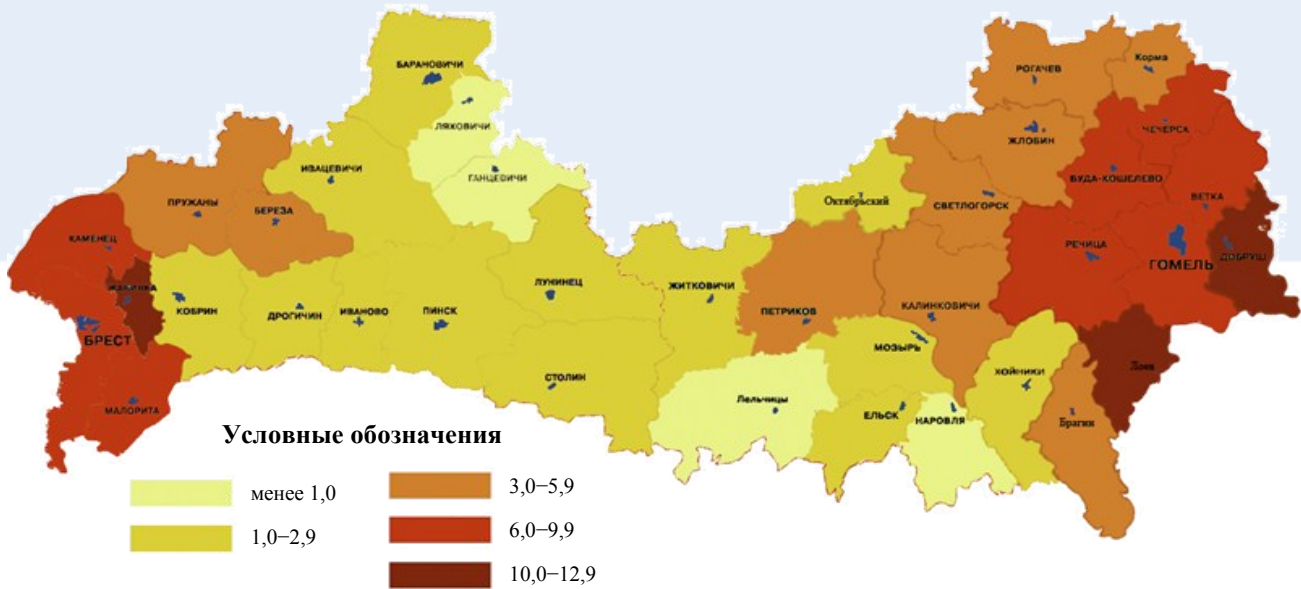 БАРАНОВИЧИ
РОГАЧЕВ
Корма
ЛЯХОВИЧИ
ЖЛОБИН
ЧЕЧЕРСК
ИВАЦЕВИЧИ
ГАНЦЕВИЧИ
БУДА-КОШЕЛЕВО
ПРУЖАНЫ
БЕРЕЗА
Октябрьский
СВЕТЛОГОРСК
ВЕТКА
КАМЕНЕЦ
РЕЧИЦА
ГОМЕЛЬ
ДОБРУШ
ЖАБИНКА
КОБРИН
ДРОГИЧИН
ИВАНОВО
ПИНСК
ЛУНИНЕЦ
ЖИТКОВИЧИ
ПЕТРИКОВ
КАЛИНКОВИЧИ
БРЕСТ
МОЗЫРЬ
ХОЙНИКИ
Лоев
СТОЛИН
МАЛОРИТА
Лельчицы
ЕЛЬСК
НАРОВЛЯ
Брагин
Условные обозначения
менее 1,0
1,0−2,9
3,0−5,9
6,0−9,9
10,0−12,9